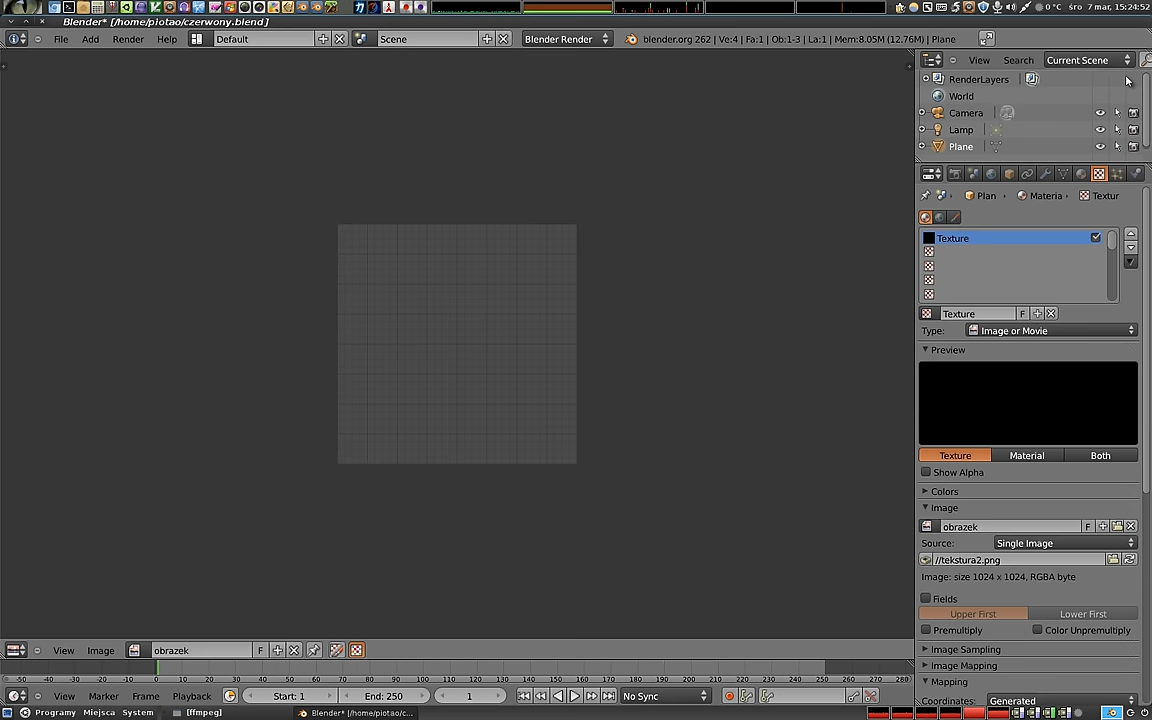 0 °C śro 7 mar, 15:24:52
Blender* [/home/piotao/czerwony.blend]
File Add Render Help Default Scene Blender Render blender.org 262 | Ve:4 | Fa:1 | Ob:1-3 | La:1 | Mem:8.05M (12.76M) | Plane
View Search Current Scene
RenderLayers
World
Camera
Lamp
Plane
Plan Materia Textur
Texture
Texture F
Type: Image or Movie
Preview
Texture Material Both
Show Alpha
Colors
Image
obrazek F
Source: Single Image
//tekstura2.png
Image: size 1024 x 1024, RGBA byte
Fields
Upper First Lower First
Premultiply Color Unpremultiply
Image Sampling
Image Mapping
Mapping
Coordinates: Generated
View Image obrazek F
-50 -40 -30 -20 -10 0 10 20 30 40 50 60 70 80 90 100 110 120 130 140 150 160 170 180 190 200 210 220 230 240 250 260 270 280
View Marker Frame Playback Start: 1 End: 250 1 No Sync
Programy Miejsca System [ffmpeg] Blender* [/home/piotao/c...